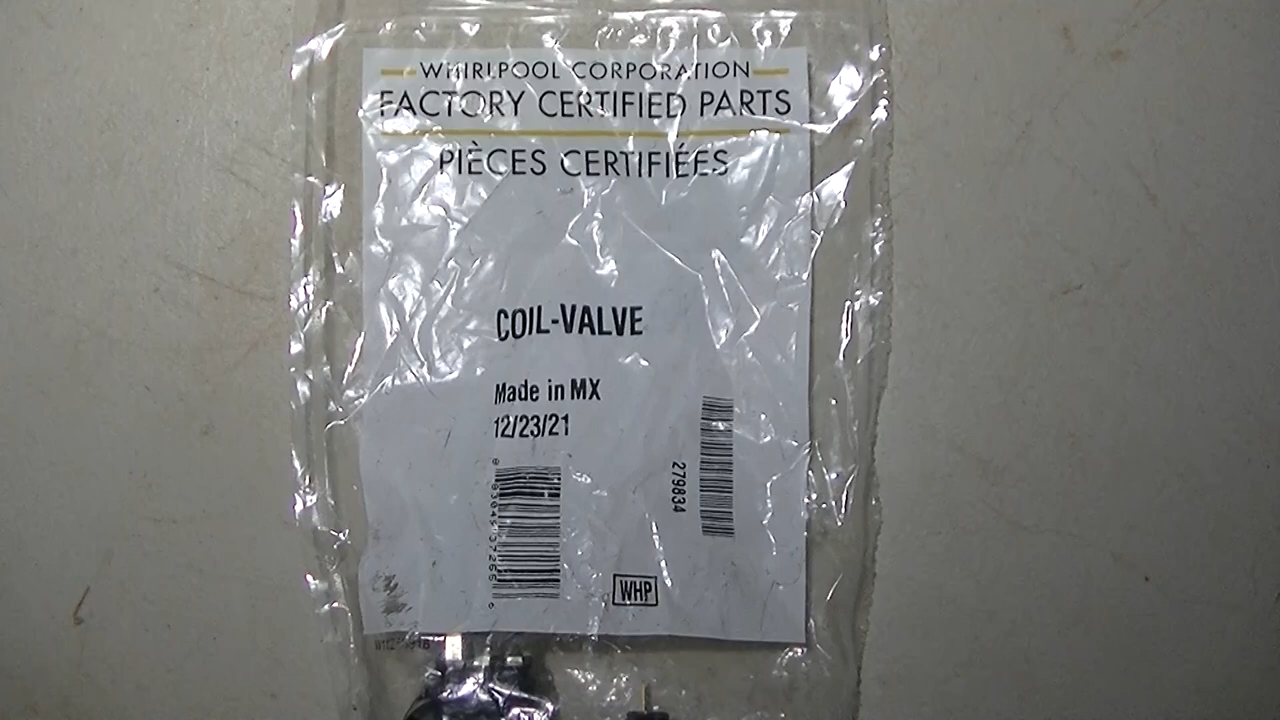 WHIRLPOOL CORPORATION
FACTORY CERTIFIED PARTS
PIÈCES CERTIFIÉES
COIL-VALVE
Made in MX
12/23/21
279834
WHP